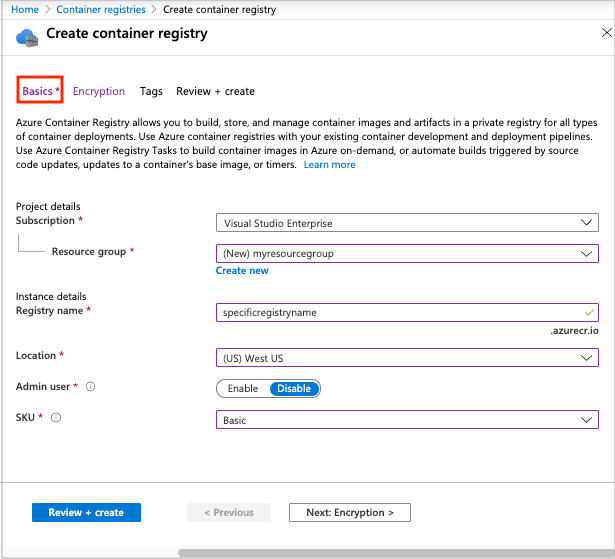 Home > Container registries > Create container registry
Create container registry
Basics * Encryption Tags Review + create
Azure Container Registry allows you to build, store, and manage container images and artifacts in a private registry for all types
of container deployments. Use Azure container registries with your existing container development and deployment pipelines.
Use Azure Container Registry Tasks to build container images in Azure on-demand, or automate builds triggered by source
code updates, updates to a container's base image, or timers. Learn more
Project details
Subscription * Visual Studio Enterprise
Resource group * (New) myresourcegroup
Create new
Instance details
Registry name * specificregistryname
.azurecr.io
Location * (US) West US
Admin user * Enable Disable
SKU * Basic
Review + create < Previous Next: Encryption >